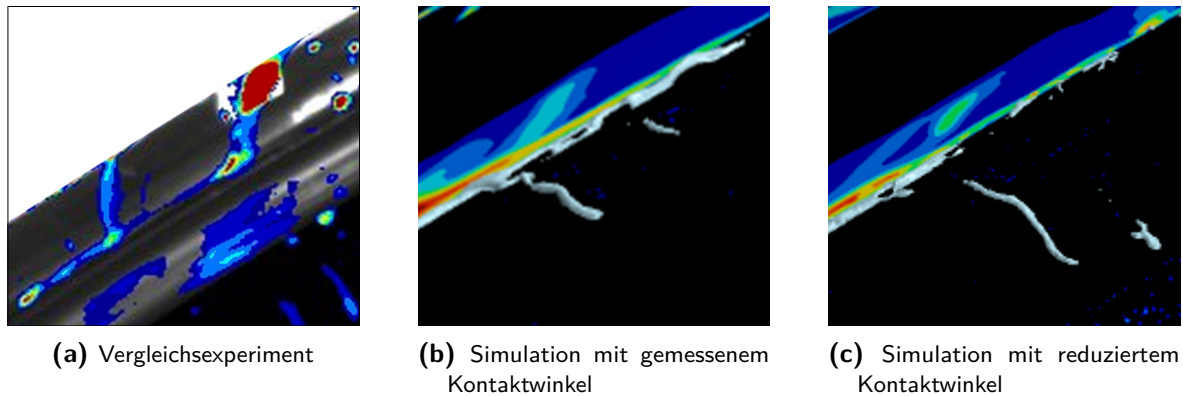 (a) Vergleichsexperiment
(b) Simulation mit gemessenem
Kontaktwinkel
(c) Simulation mit reduziertem
Kontaktwinkel